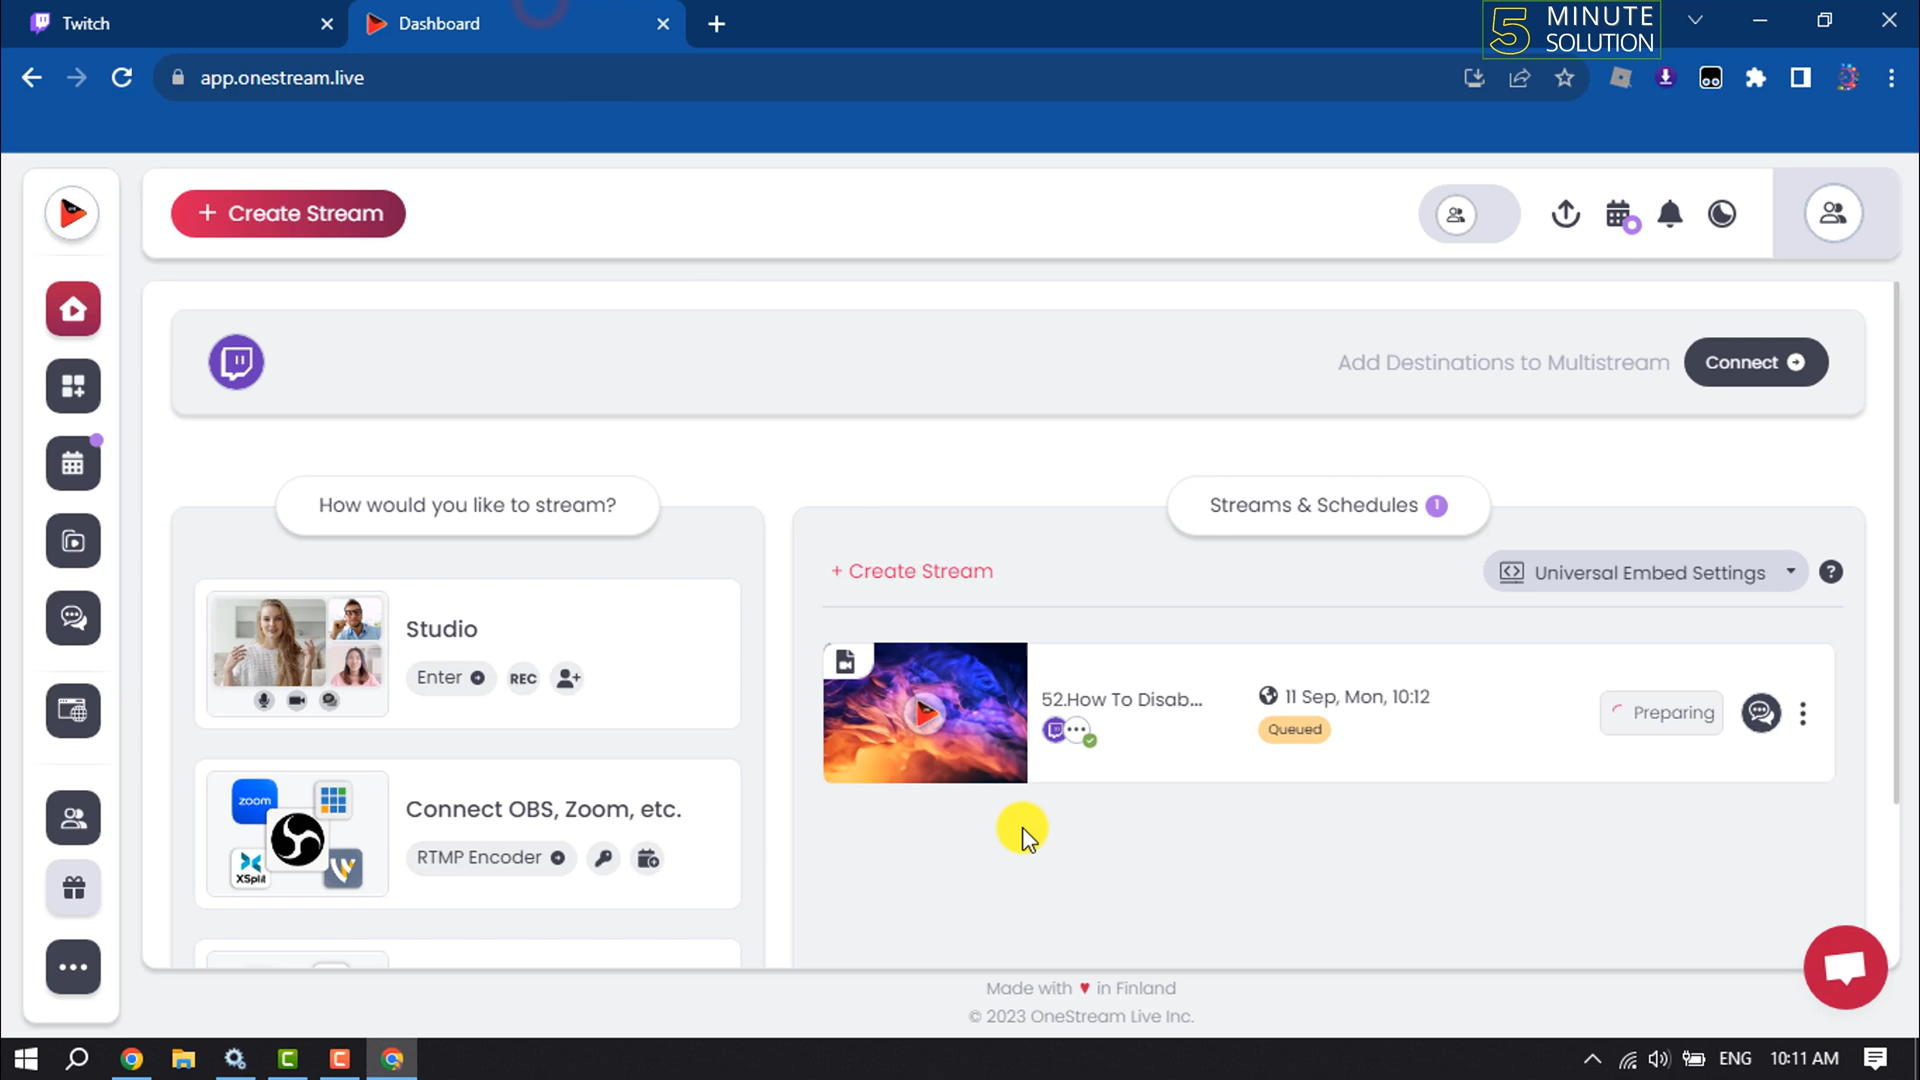 Twitch
Dashboard
5 MINUTE
SOLUTION
app.onestream.live
+ Create Stream
Add Destinations to Multistream
Connect
How would you like to stream?
Streams & Schedules 1
+ Create Stream
Universal Embed Settings
?
Studio
Enter
REC
52.How To Disab...
11 Sep, Mon, 10:12
Queued
Preparing
zoom
XSplit
Connect OBS, Zoom, etc.
RTMP Encoder
Made with ♥ in Finland
© 2023 OneStream Live Inc.
ENG
10:11 AM